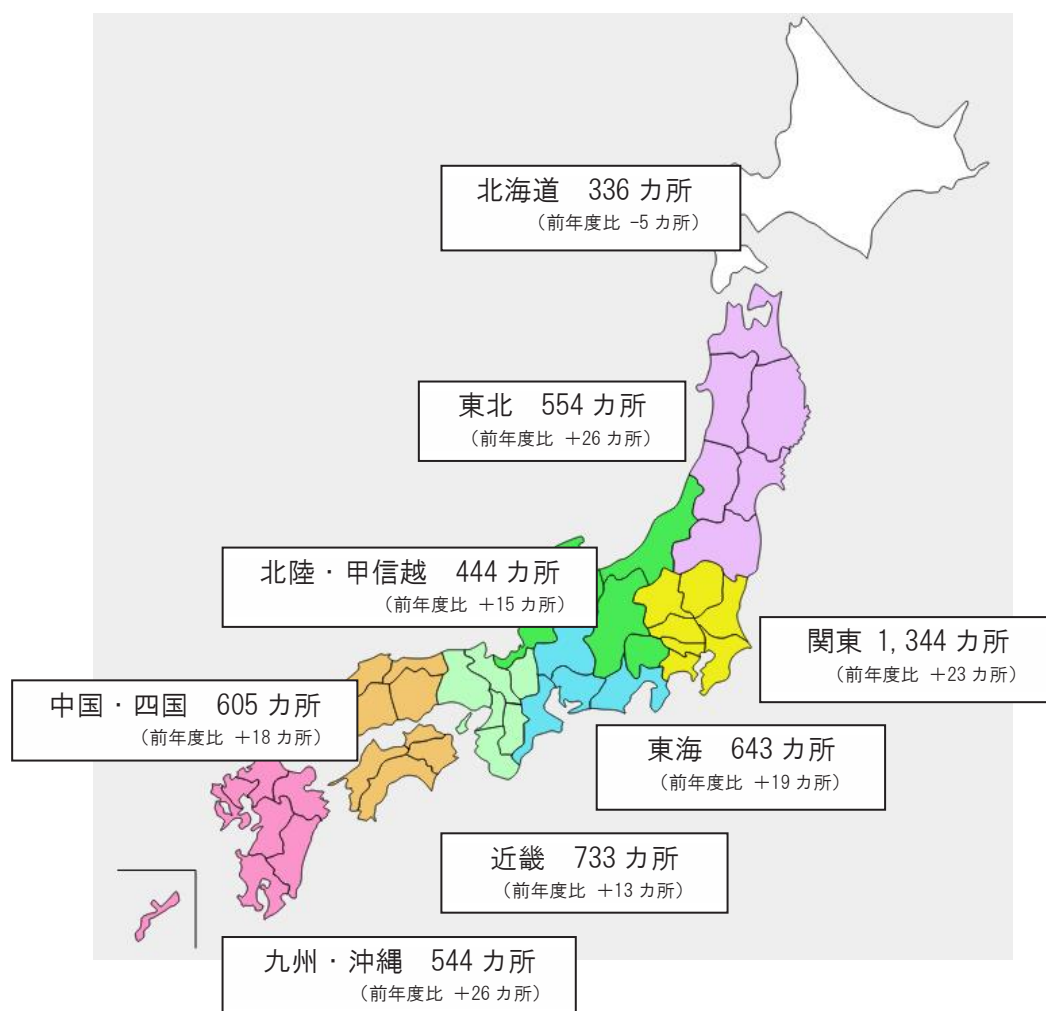 北海道　336 カ所
（前年度比 -5 カ所）
東北　554 カ所
（前年度比 +26 カ所）
北陸・甲信越　444 カ所
（前年度比 +15 カ所）
関東 1,344 カ所
（前年度比 +23 カ所）
中国・四国　605 カ所
（前年度比 +18 カ所）
東海　643 カ所
（前年度比 +19 カ所）
近畿　733 カ所
（前年度比 +13 カ所）
九州・沖縄　544 カ所
（前年度比 +26 カ所）